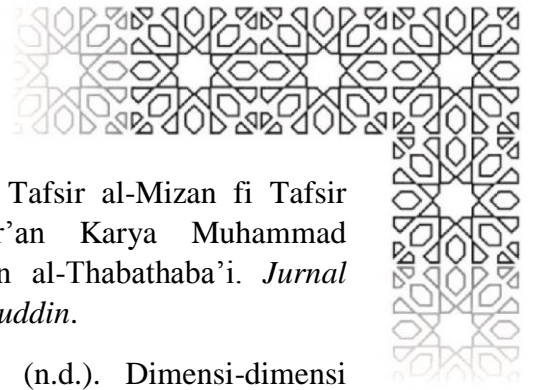 Tafsir al-Mizan fi Tafsir
r’an Karya Muhammad
n al-Thabathaba’i. Jurnal
uddin.
(n.d.). Dimensi-dimensi